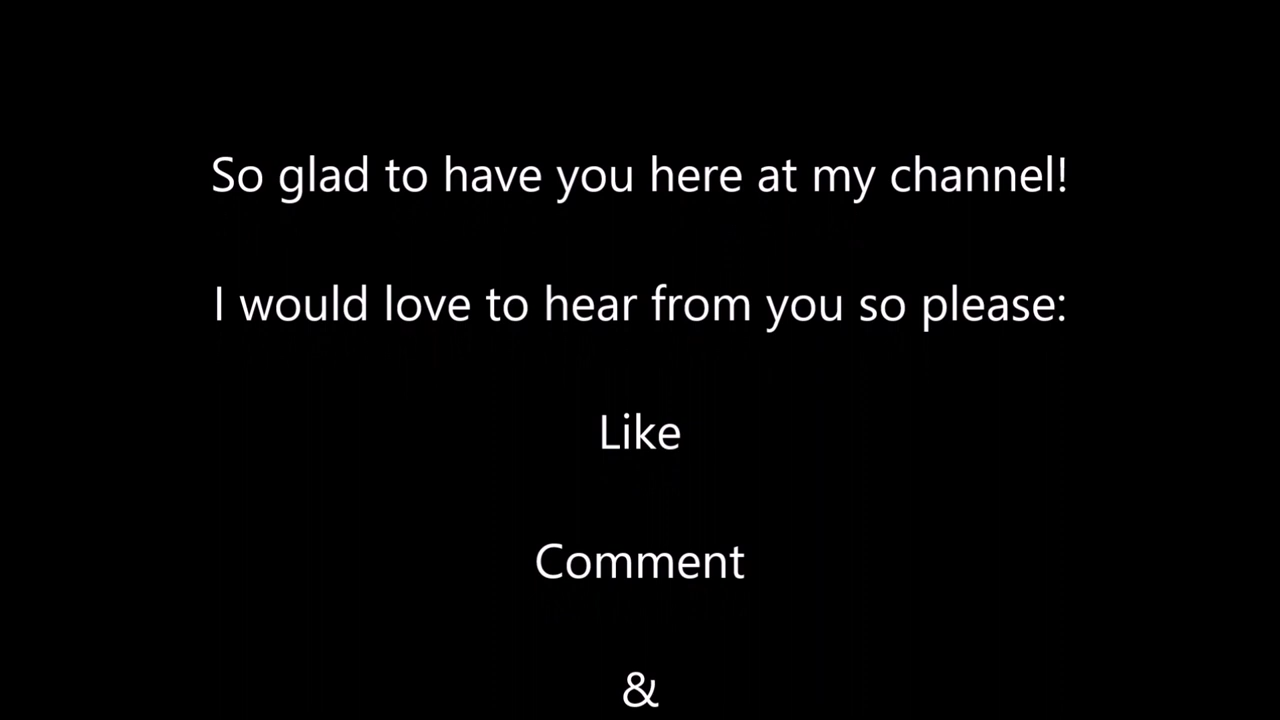 So glad to have you here at my channel!
I would love to hear from you so please:
Like
Comment
&